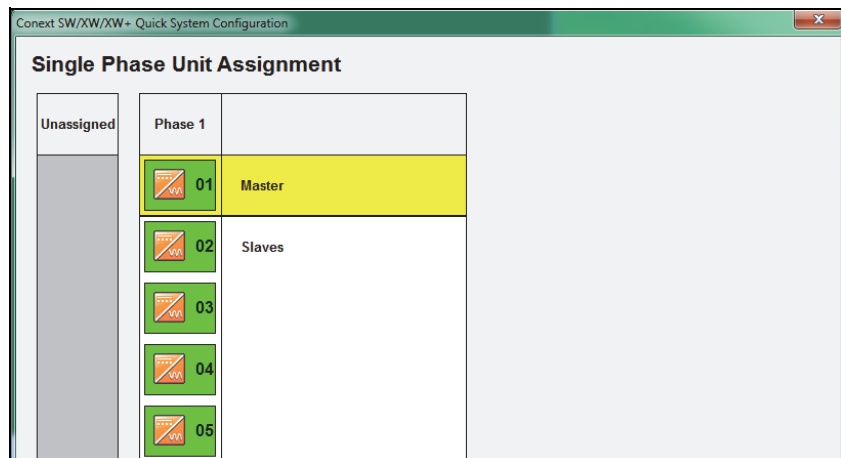 Conext SW/XW/XW+ Quick System Configuration
Single Phase Unit Assignment
Unassigned Phase 1
01 Master
02 Slaves
03
04
05